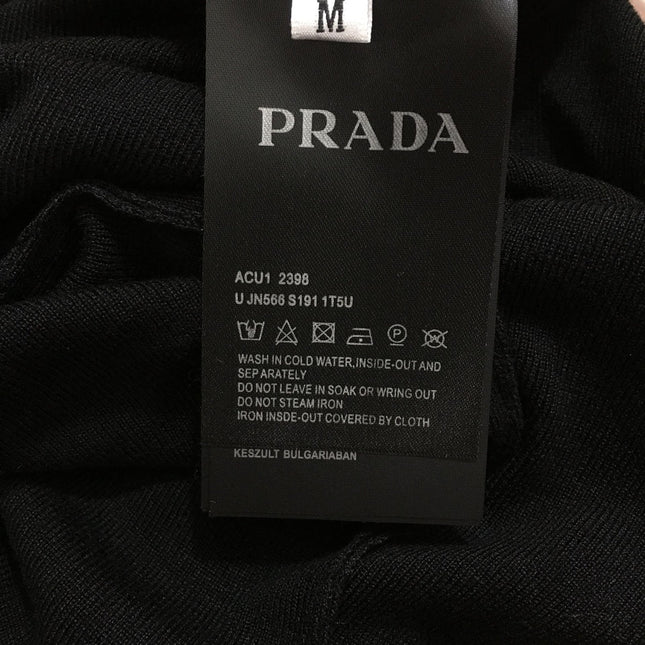 M
PRADA
ACU1 2398
U JN566 S191 1T5U
WASH IN COLD WATER,INSIDE-OUT AND
SEP ARATELY
DO NOT LEAVE IN SOAK OR WRING OUT
DO NOT STEAM IRON
IRON INSDE-OUT COVERED BY CLOTH
KESZULT BULGARIABAN